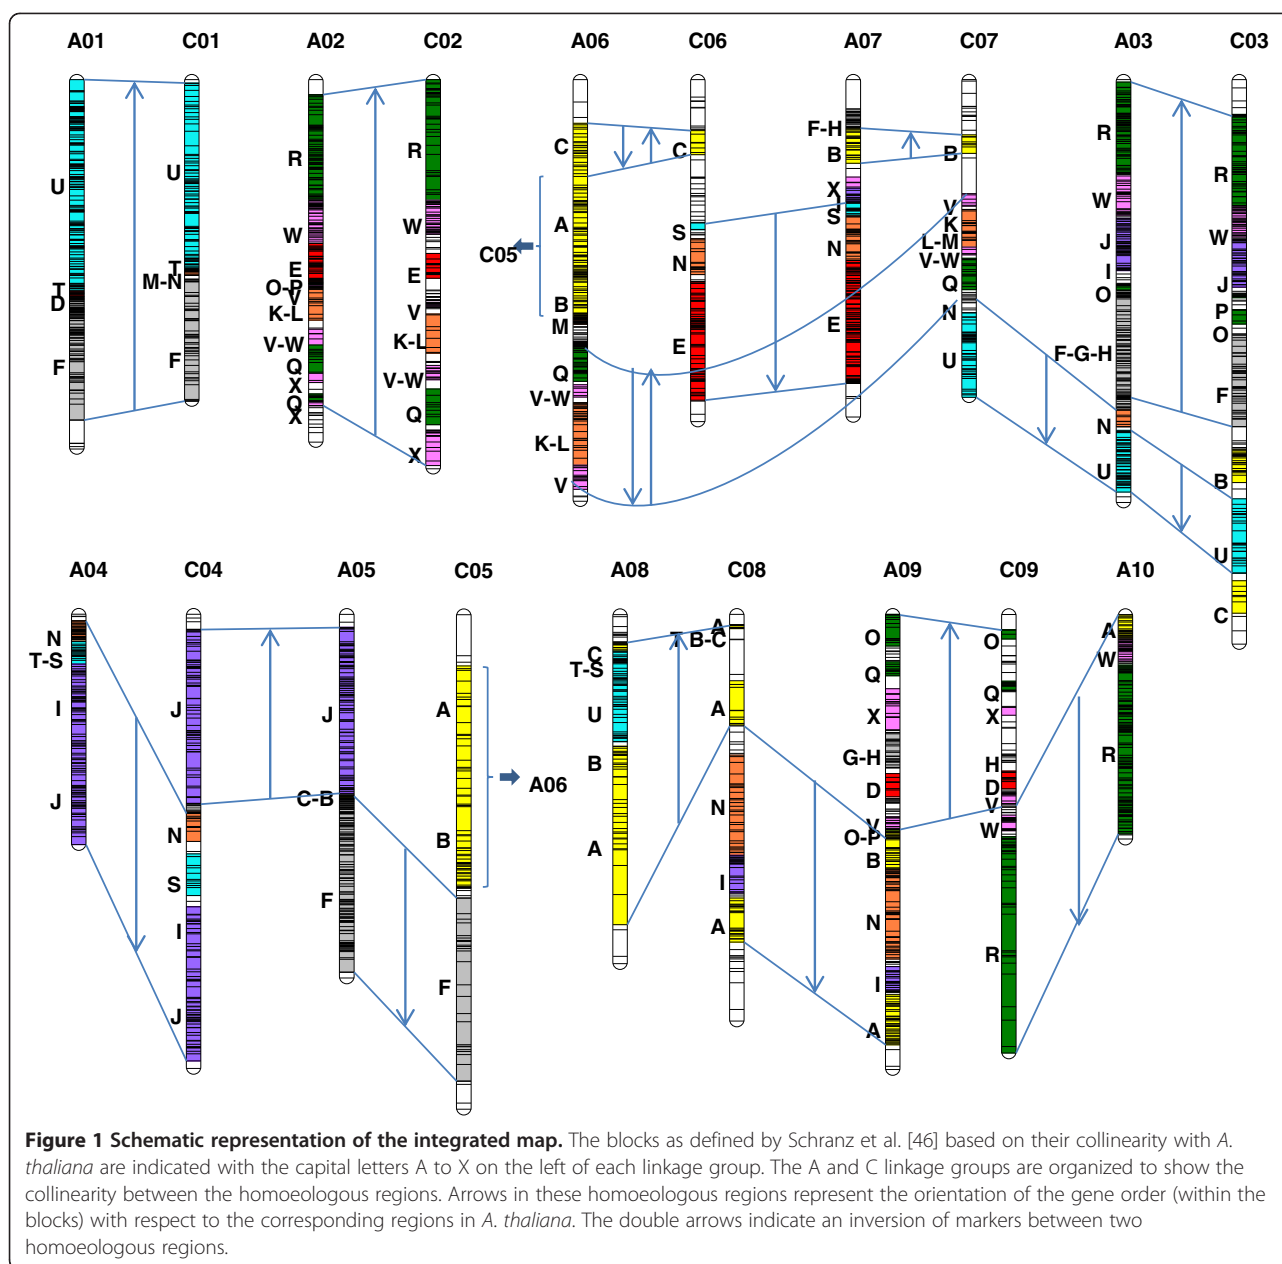 A01 C01 A02 C02 A06 C06 A07 C07 A03 C03
U
T
D
F
U
T
M-N
F
R
W
E
O-P
V
K-L
V-W
Q
X
Q
X
R
W
E
V
K-L
V-W
Q
X
C
A
C05
B
M
Q
V-W
K-L
V
C
S
N
E
F-H
B
X
I
S
N
E
B
V
K
L-M
V-W
Q
N
U
R
W
J
I
O
F-G-H
N
U
R
W
J
P
O
F
B
U
C
A04 C04 A05 C05 A08 C08 A09 C09 A10
N
T-S
I
J
J
N
S
I
J
J
C-B
F
A
A06
B
F
C
T-S
U
B
A
A
T B-C
A
N
I
A
O
Q
X
G-H
D
V
O-P
B
N
I
A
O
Q
X
H
D
V
W
R
A
W
R
Figure 1 Schematic representation of the integrated map. The blocks as defined by Schranz et al. [46] based on their collinearity with A.
thaliana are indicated with the capital letters A to X on the left of each linkage group. The A and C linkage groups are organized to show the
collinearity between the homoeologous regions. Arrows in these homoeologous regions represent the orientation of the gene order (within the
blocks) with respect to the corresponding regions in A. thaliana. The double arrows indicate an inversion of markers between two
homoeologous regions.